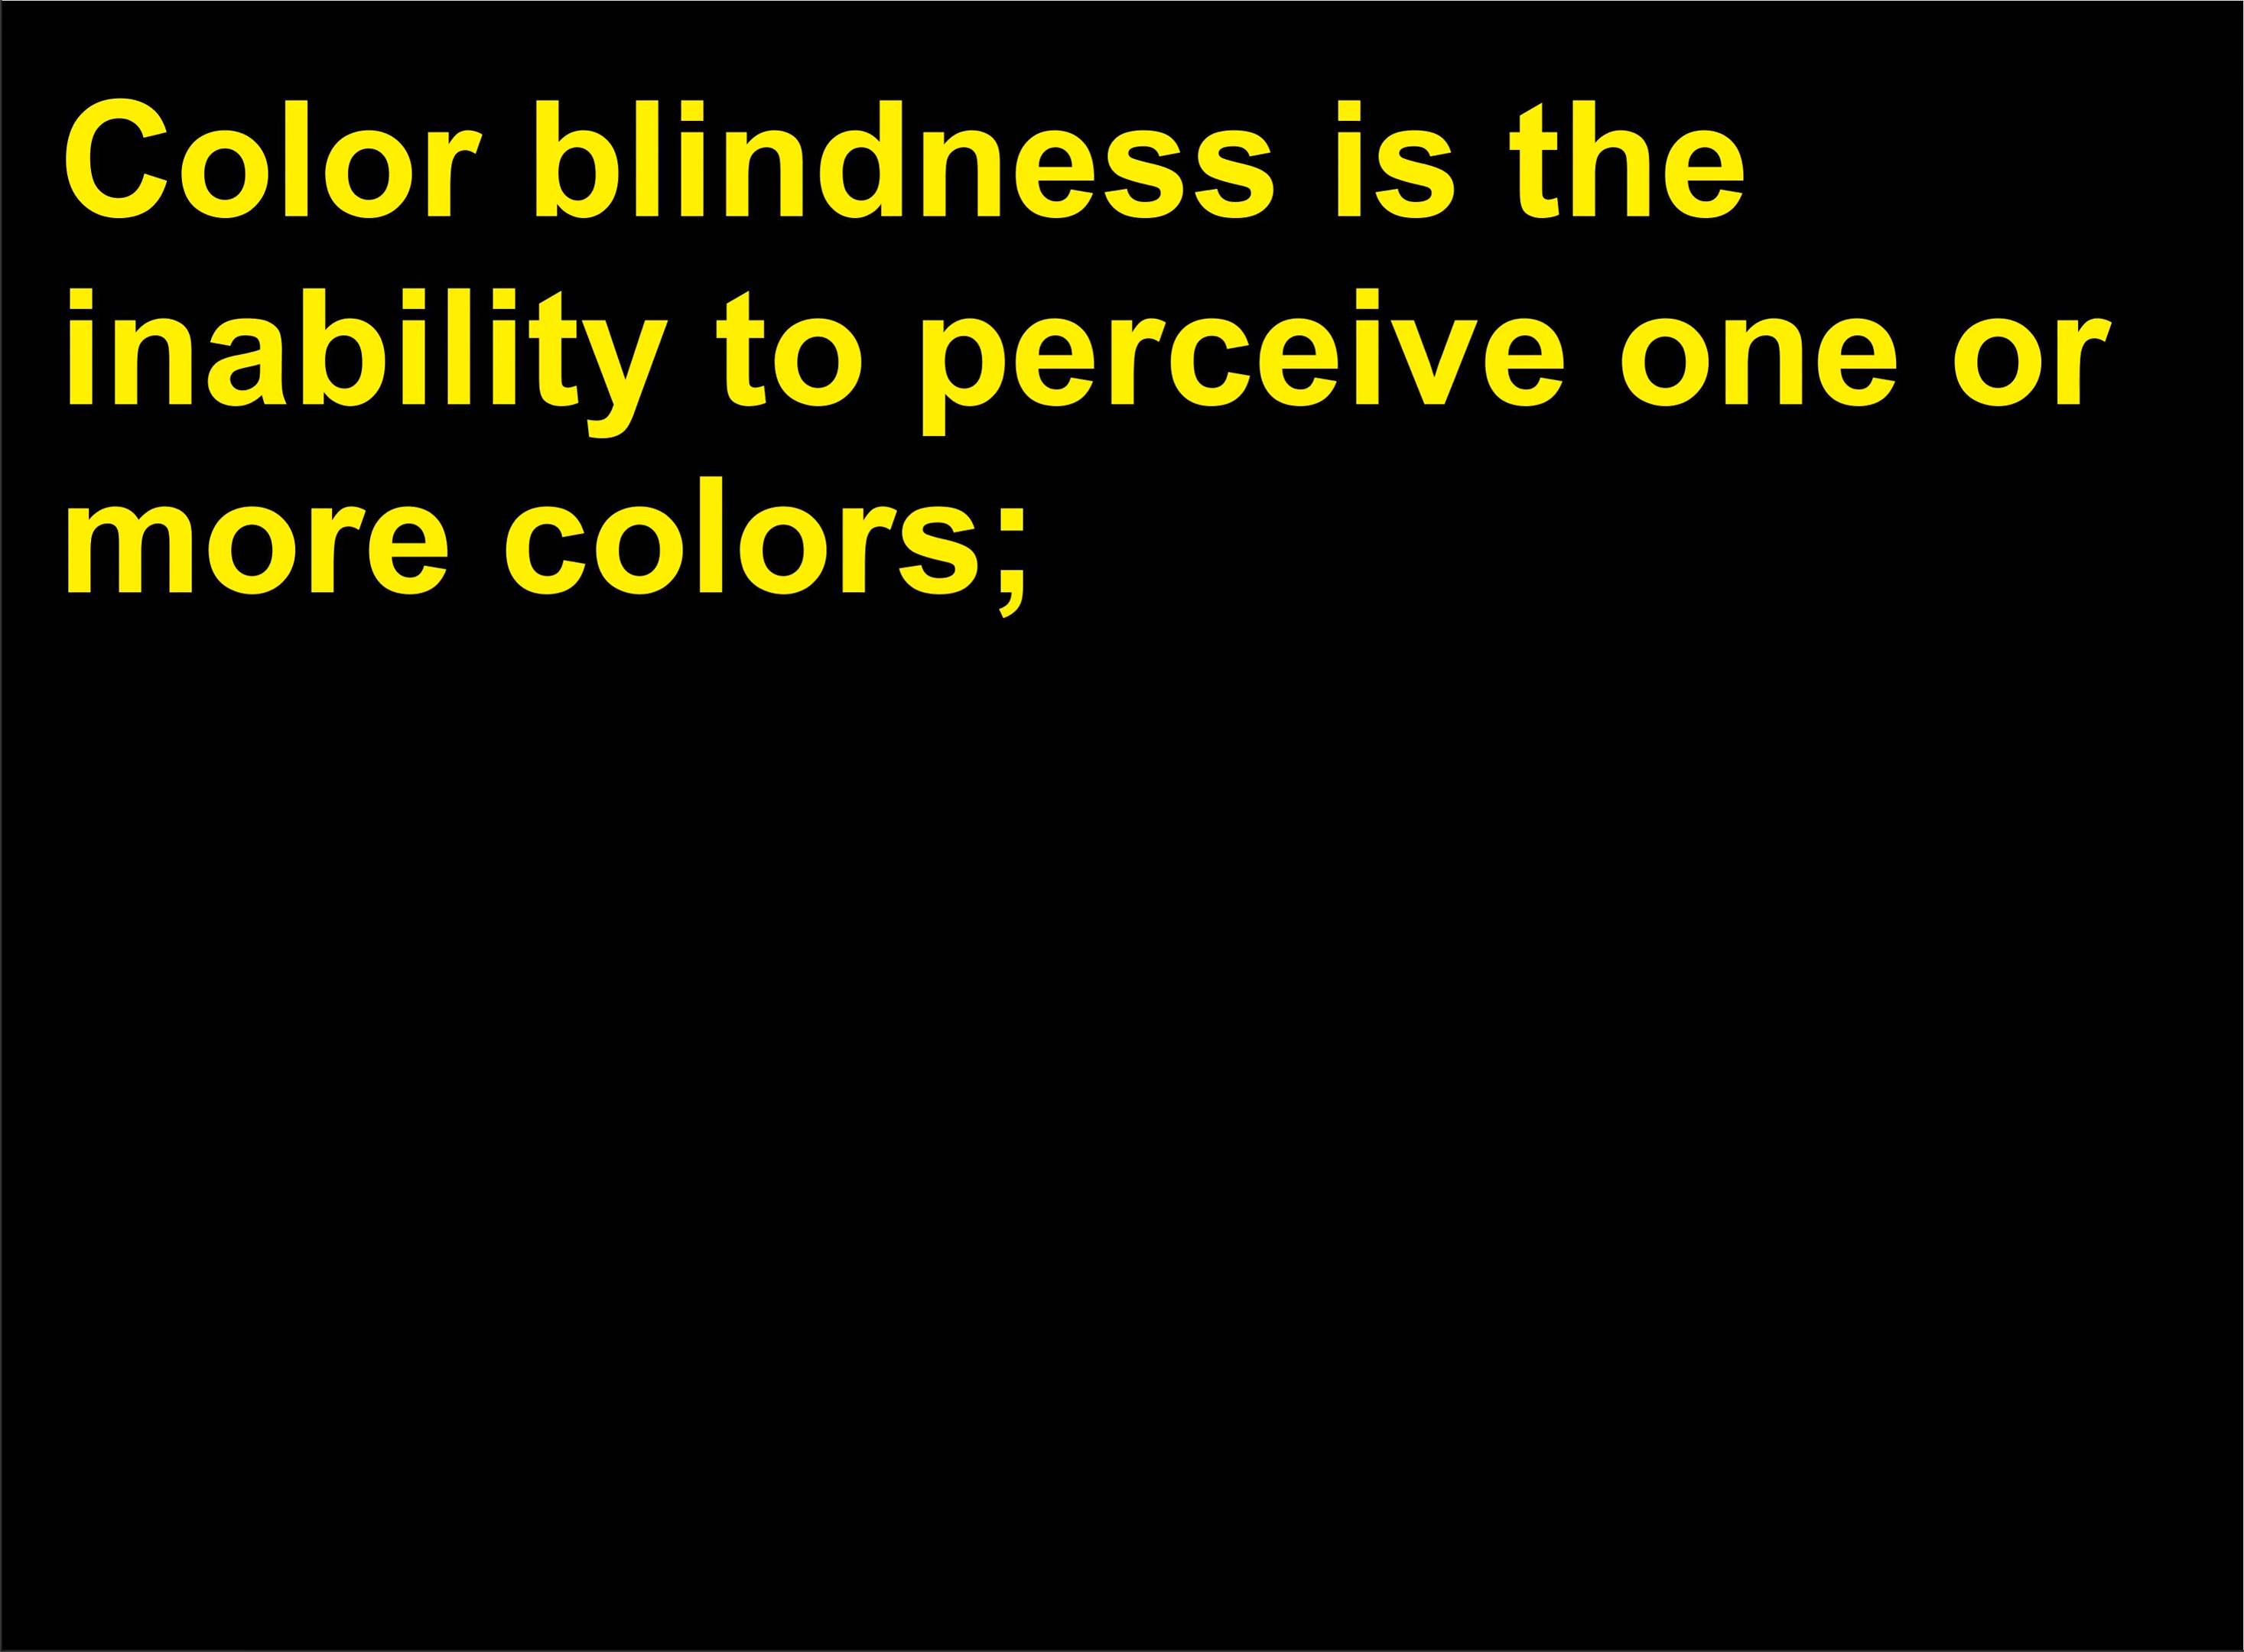 Color blindness is the
inability to perceive one or
more colors;